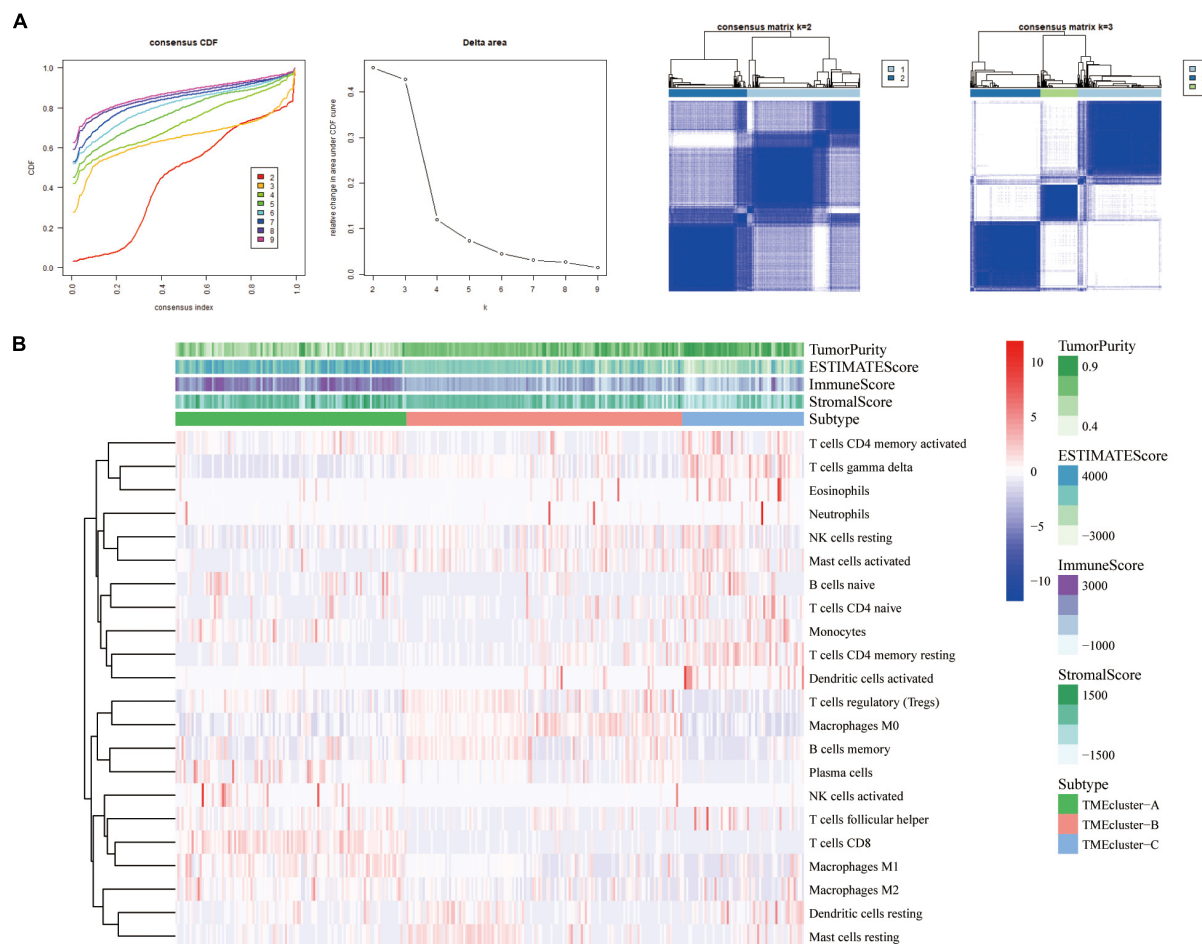 A
consensus CDF
CDF
1.0
0.8
0.6
0.4
0.2
0.0
0.0
0.2
0.4
0.6
0.8
1.0
consensus index
2
3
4
5
6
7
8
9
Delta area
relative change in area under CDF curve
0.4
0.3
0.2
0.1
0.0
2
3
4
5
6
7
8
9
k
consensus matrix k=2
1
2
consensus matrix k=3
B
TumorPurity
ESTIMATEScore
ImmuneScore
StromalScore
Subtype
T cells CD4 memory activated
T cells gamma delta
Eosinophils
Neutrophils
NK cells resting
Mast cells activated
B cells naive
T cells CD4 naive
Monocytes
T cells CD4 memory resting
Dendritic cells activated
T cells regulatory (Tregs)
Macrophages M0
B cells memory
Plasma cells
NK cells activated
T cells follicular helper
T cells CD8
Macrophages M1
Macrophages M2
Dendritic cells resting
Mast cells resting
10
5
0
−5
−10
TumorPurity
0.9
0.4
ESTIMATEScore
4000
−3000
ImmuneScore
3000
−1000
StromalScore
1500
−1500
Subtype
TMEcluster−A
TMEcluster−B
TMEcluster−C